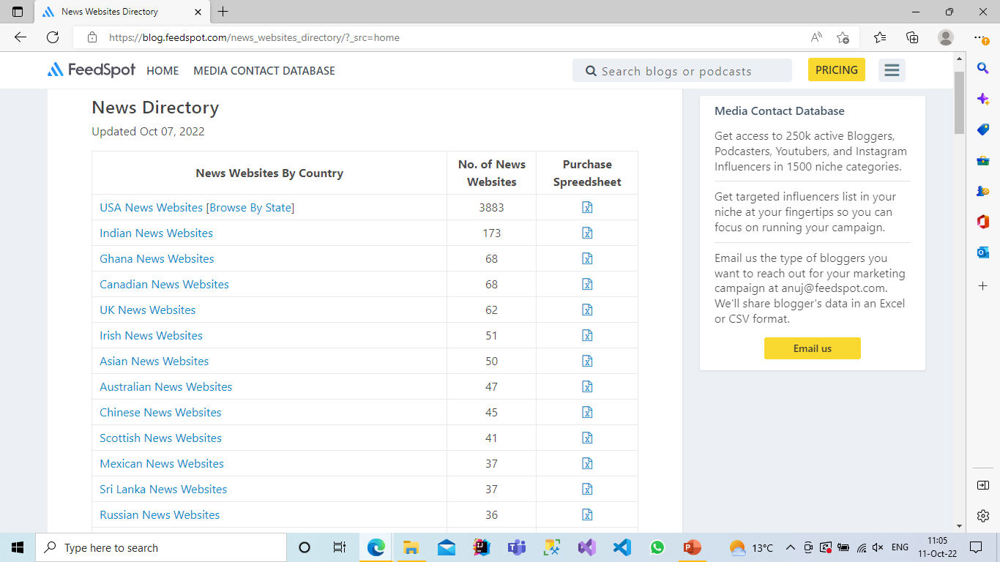 News Websites Directory
https://blog.feedspot.com/news_websites_directory/?_src=home
FeedSpot HOME MEDIA CONTACT DATABASE Search blogs or podcasts PRICING
News Directory
Updated Oct 07, 2022
News Websites By Country No. of News Websites Purchase Spreedsheet
USA News Websites [Browse By State] 3883
Indian News Websites 173
Ghana News Websites 68
Canadian News Websites 68
UK News Websites 62
Irish News Websites 51
Asian News Websites 50
Australian News Websites 47
Chinese News Websites 45
Scottish News Websites 41
Mexican News Websites 37
Sri Lanka News Websites 37
Russian News Websites 36
Media Contact Database
Get access to 250k active Bloggers,
Podcasters, Youtubers, and Instagram
Influencers in 1500 niche categories.
Get targeted influencers list in your
niche at your fingertips so you can
focus on running your campaign.
Email us the type of bloggers you
want to reach out for your marketing
campaign at anuj@feedspot.com.
We'll share blogger's data in an Excel
or CSV format.
Email us
Type here to search
13°C
ENG
11:05
11-Oct-22